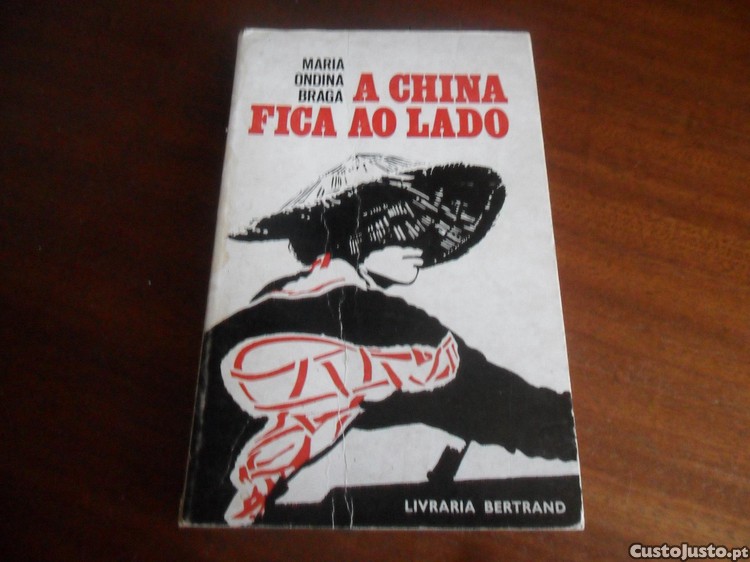 MARIA
ONDINA
BRAGA
A CHINA
FICA AO LADO
LIVRARIA BERTRAND
CustoJusto.pt